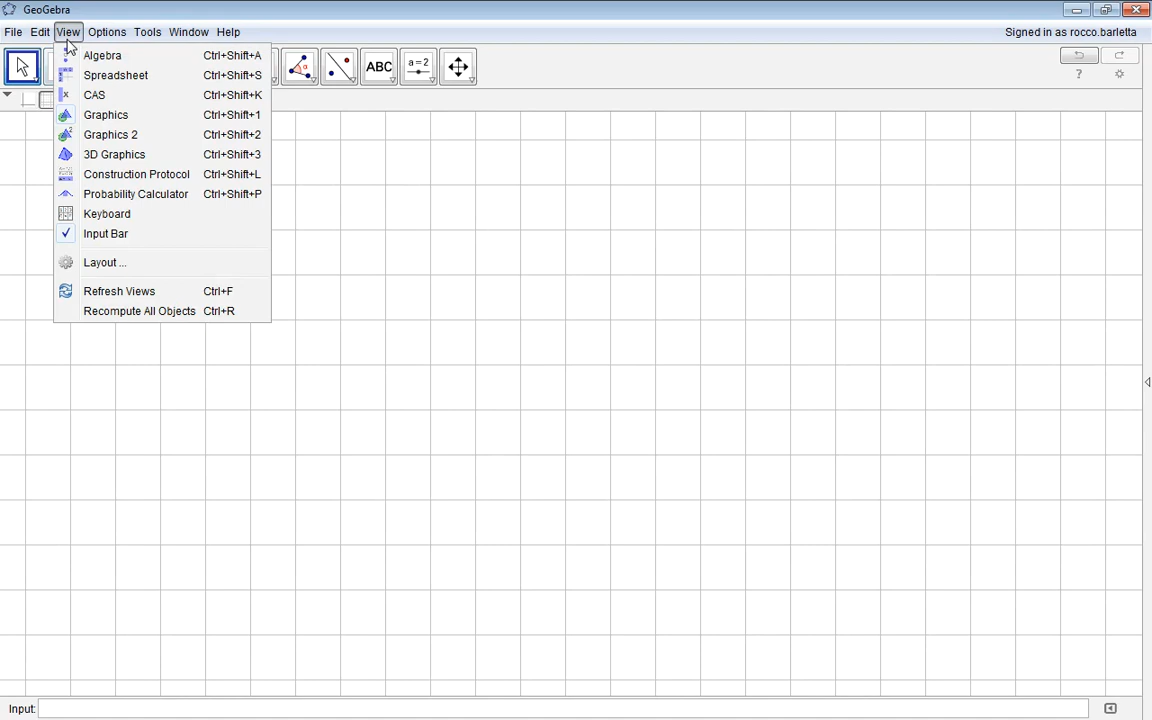 GeoGebra
File Edit View Options Tools Window Help Signed in as rocco.barletta
Algebra Ctrl+Shift+A
Spreadsheet Ctrl+Shift+S
CAS Ctrl+Shift+K
Graphics Ctrl+Shift+1
Graphics 2 Ctrl+Shift+2
3D Graphics Ctrl+Shift+3
Construction Protocol Ctrl+Shift+L
Probability Calculator Ctrl+Shift+P
Keyboard
Input Bar
Layout ...
Refresh Views Ctrl+F
Recompute All Objects Ctrl+R
ABC
a=2
Input: